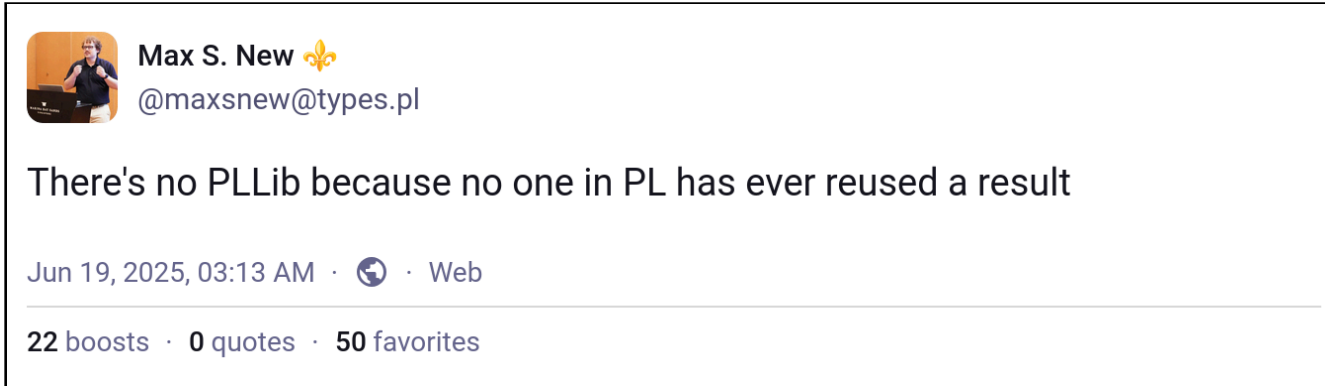 Max S. New ⚜️
@maxsnew@types.pl
There's no PLLib because no one in PL has ever reused a result
Jun 19, 2025, 03:13 AM · 🌎 · Web
22 boosts · 0 quotes · 50 favorites